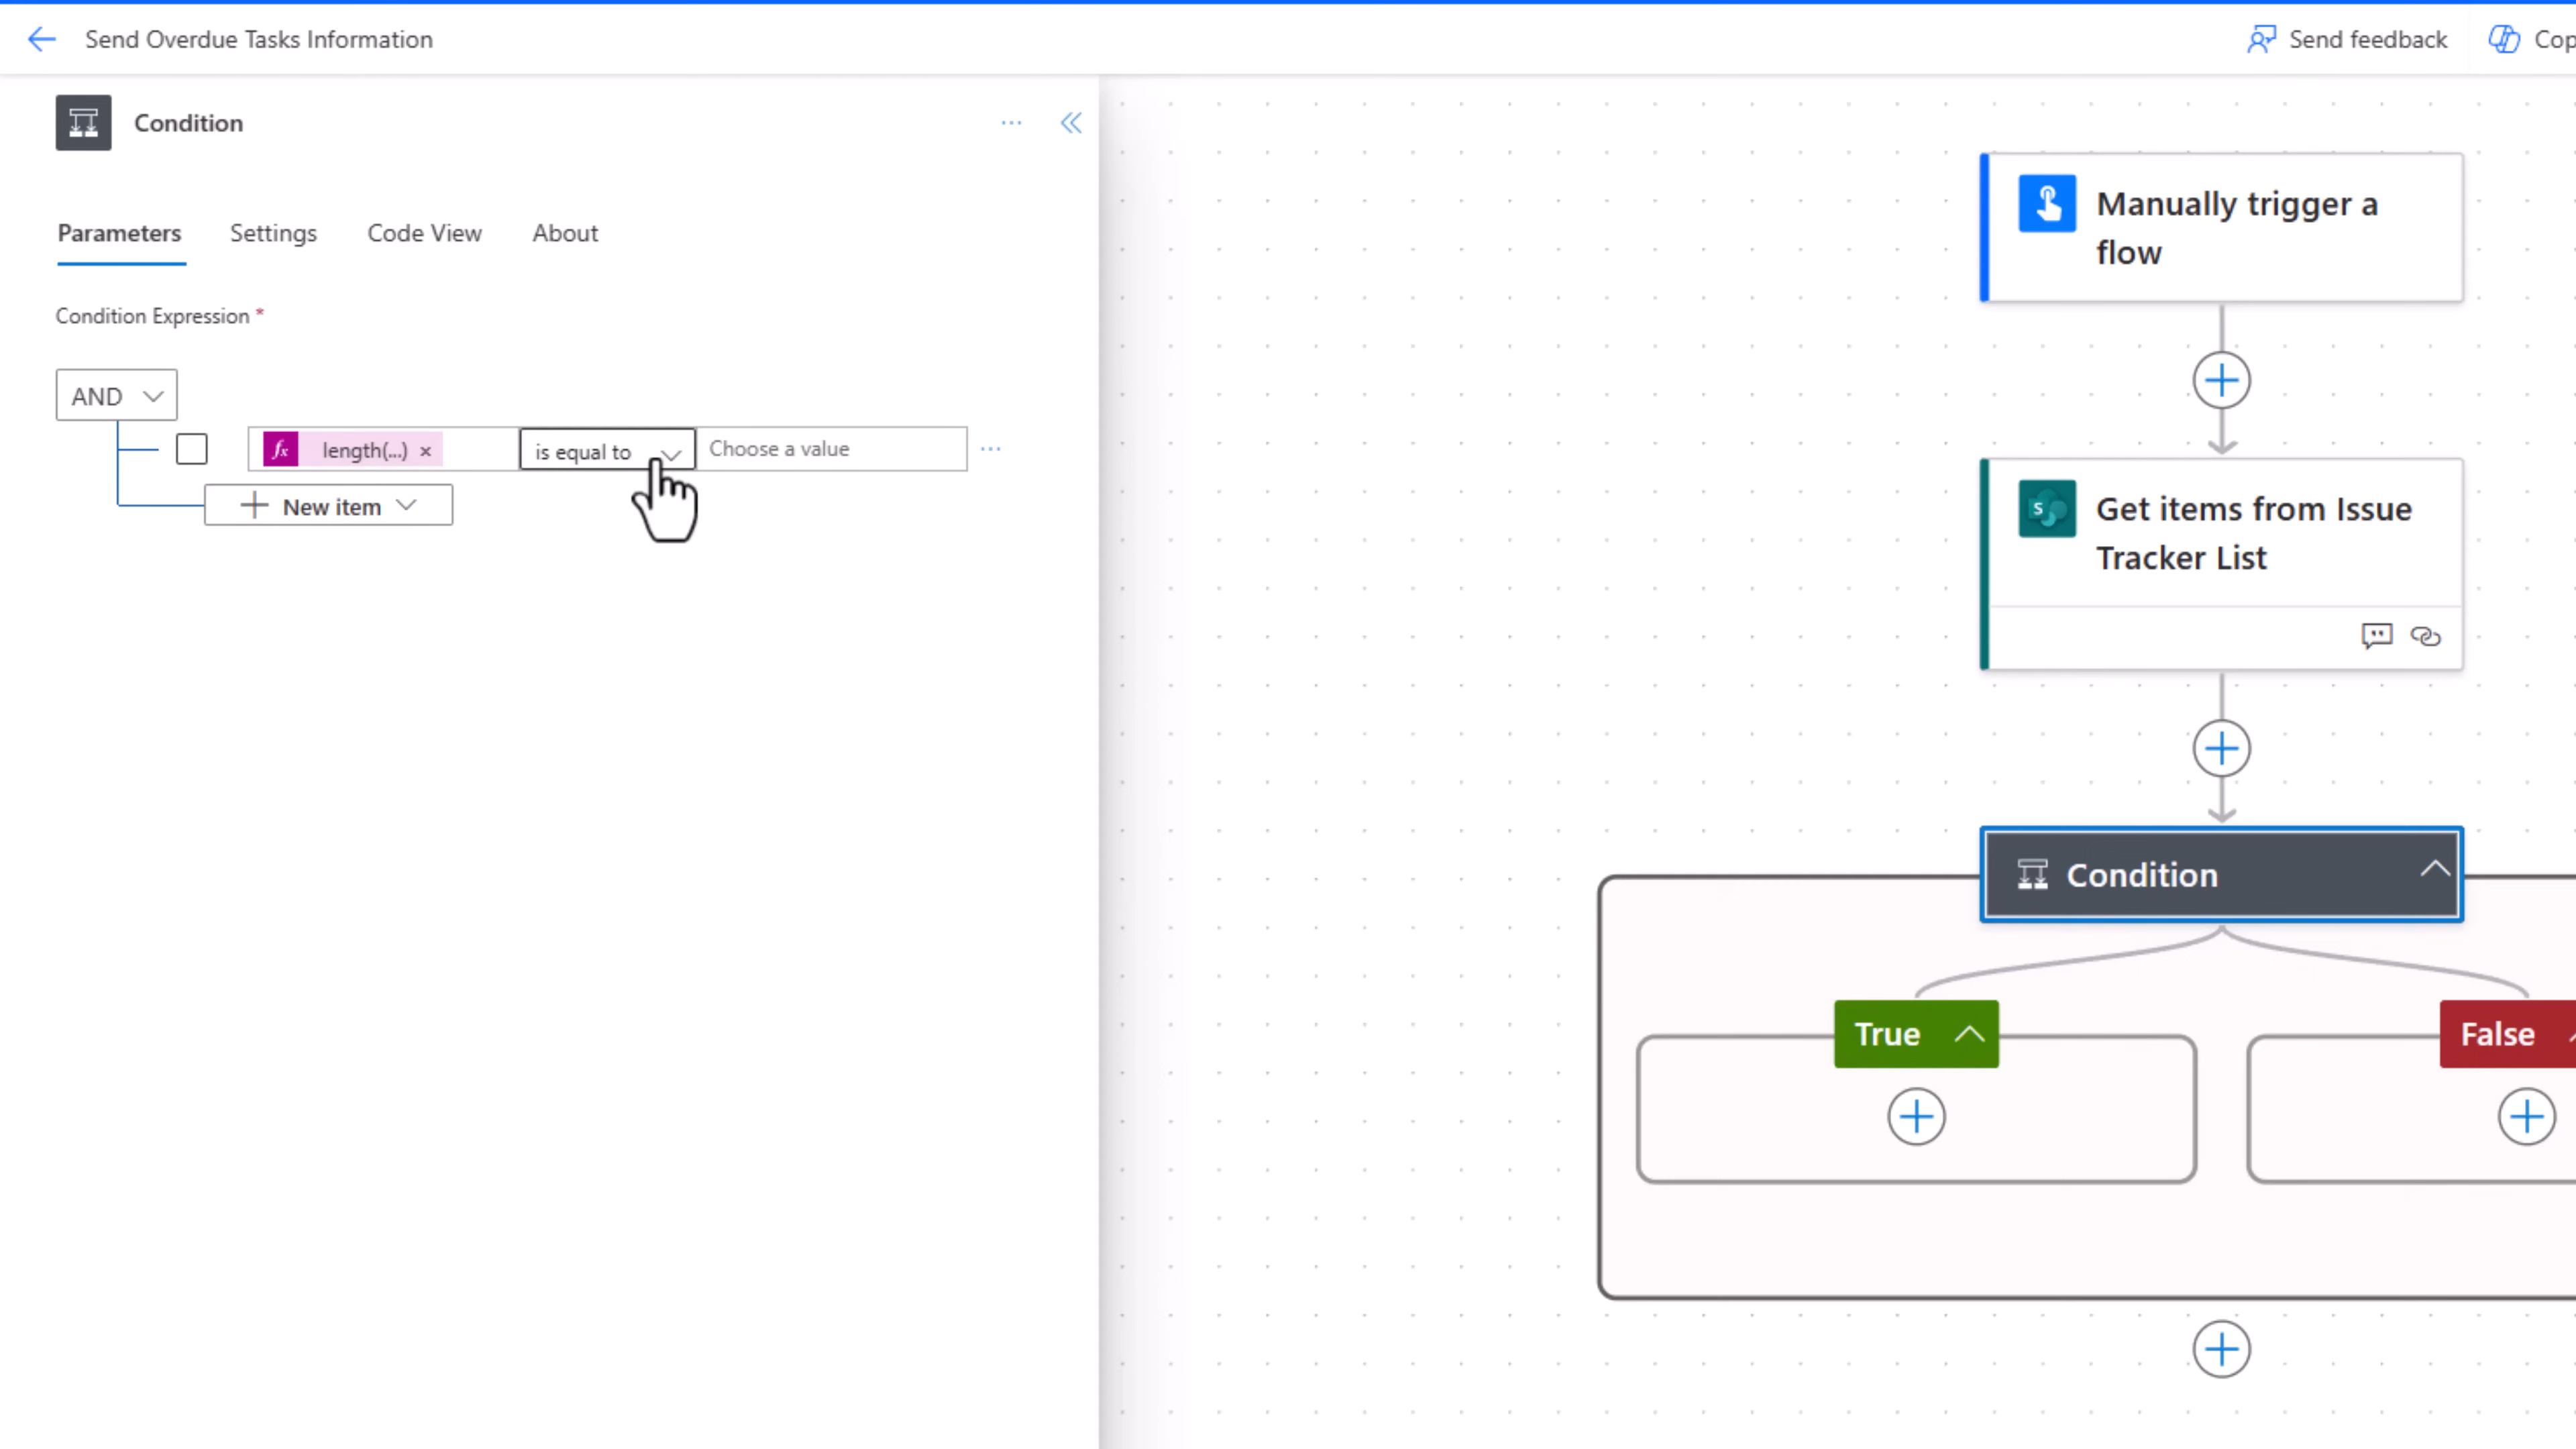 Send Overdue Tasks Information
Send feedback
Condition
Parameters
Settings
Code View
About
Condition Expression *
AND
fx length(...) ×
is equal to
Choose a value
New item
Manually trigger a
flow
Get items from Issue
Tracker List
Condition
True
False